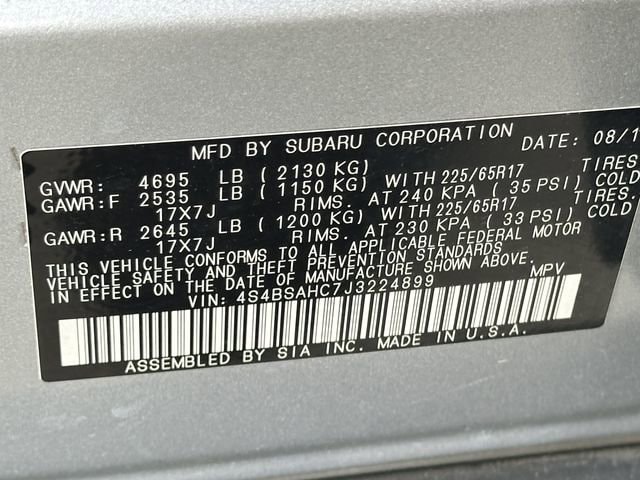 MFD BY SUBARU CORPORATION DATE: 08/1
GVWR: 4695 LB ( 2130 KG)
GAWR:F 2535 LB ( 1150 KG) WITH 225/65R17 TIRES
17X7J RIMS. AT 240 KPA ( 35 PSI) COLD
GAWR:R 2645 LB ( 1200 KG) WITH 225/65R17 TIRES.
17X7J RIMS. AT 230 KPA ( 33 PSI) COLD
THIS VEHICLE CONFORMS TO ALL APPLICABLE FEDERAL MOTOR
VEHICLE SAFETY AND THEFT PREVENTION STANDARDS
IN EFFECT ON THE DATE OF MANUFACTURE SHOWN ABOVE.
VIN: 4S4BSAHC7J3224899 MPV
ASSEMBLED BY SIA INC. MADE IN U.S.A.